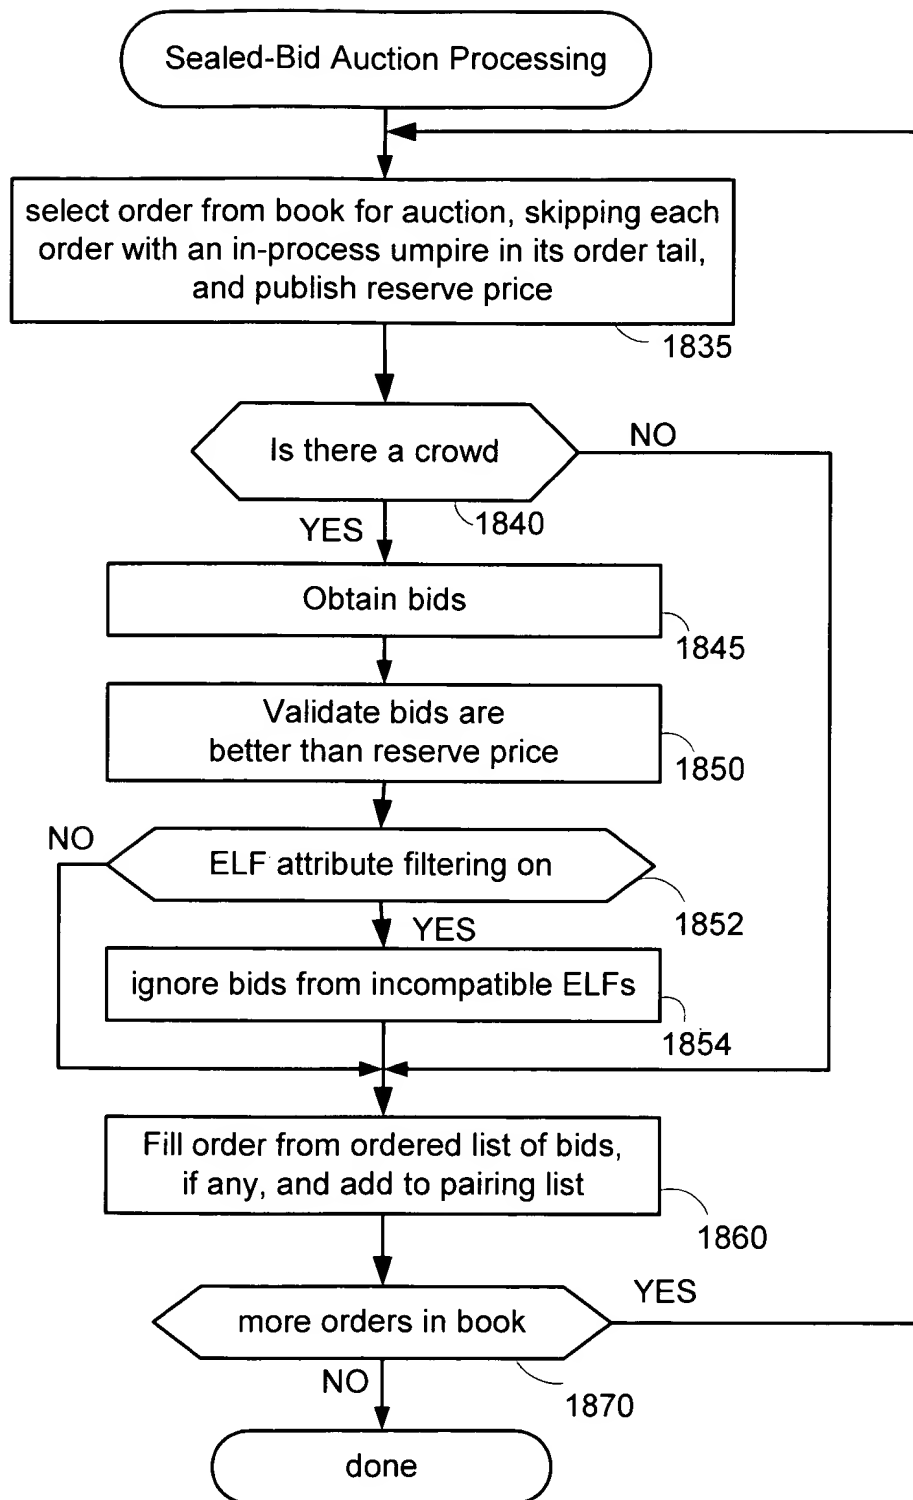 Sealed-Bid Auction Processing
select order from book for auction, skipping each
order with an in-process umpire in its order tail,
and publish reserve price
1835
Is there a crowd
NO
1840
YES
Obtain bids
1845
Validate bids are
better than reserve price
1850
NO
ELF attribute filtering on
1852
YES
ignore bids from incompatible ELFs
1854
Fill order from ordered list of bids,
if any, and add to pairing list
1860
YES
more orders in book
NO
1870
done